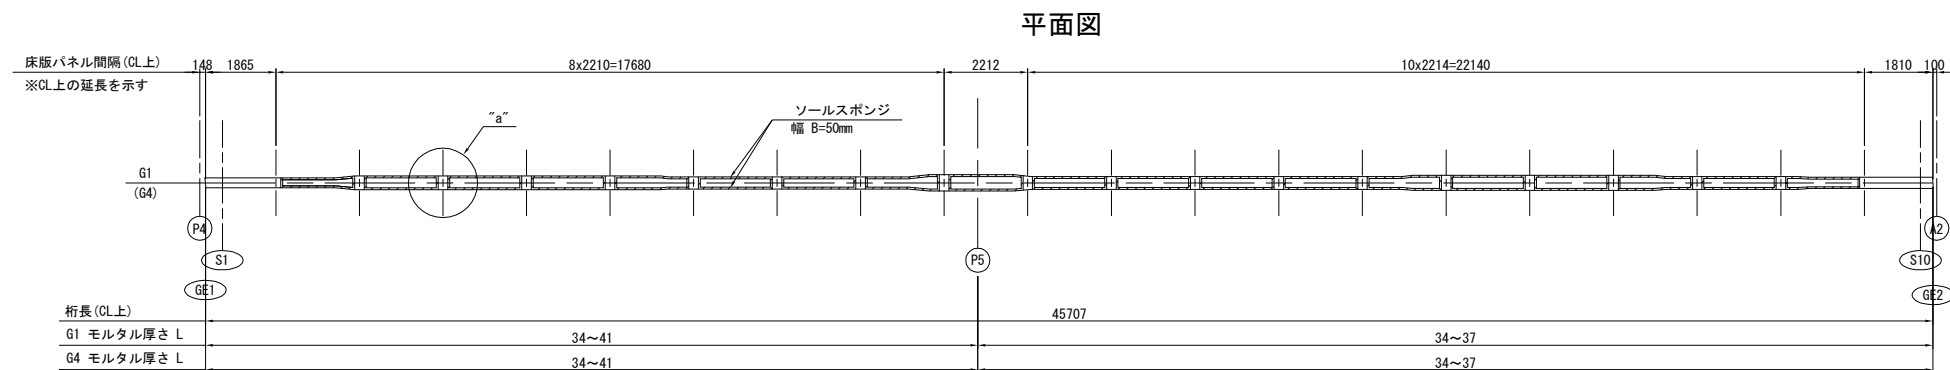 平面図
床版パネル間隔(CL上)
148 1865 8x2210=17680 2212 10x2214=22140 1810 100
※CL上の延長を示す
"a"
ソールスポンジ
幅 B=50mm
G1
(G4)
P4
A2
S1
P5
S10
GE1
GE2
桁長(CL上)
45707
G1 モルタル厚さ L
34～41
34～37
G4 モルタル厚さ L
34～41
34～37